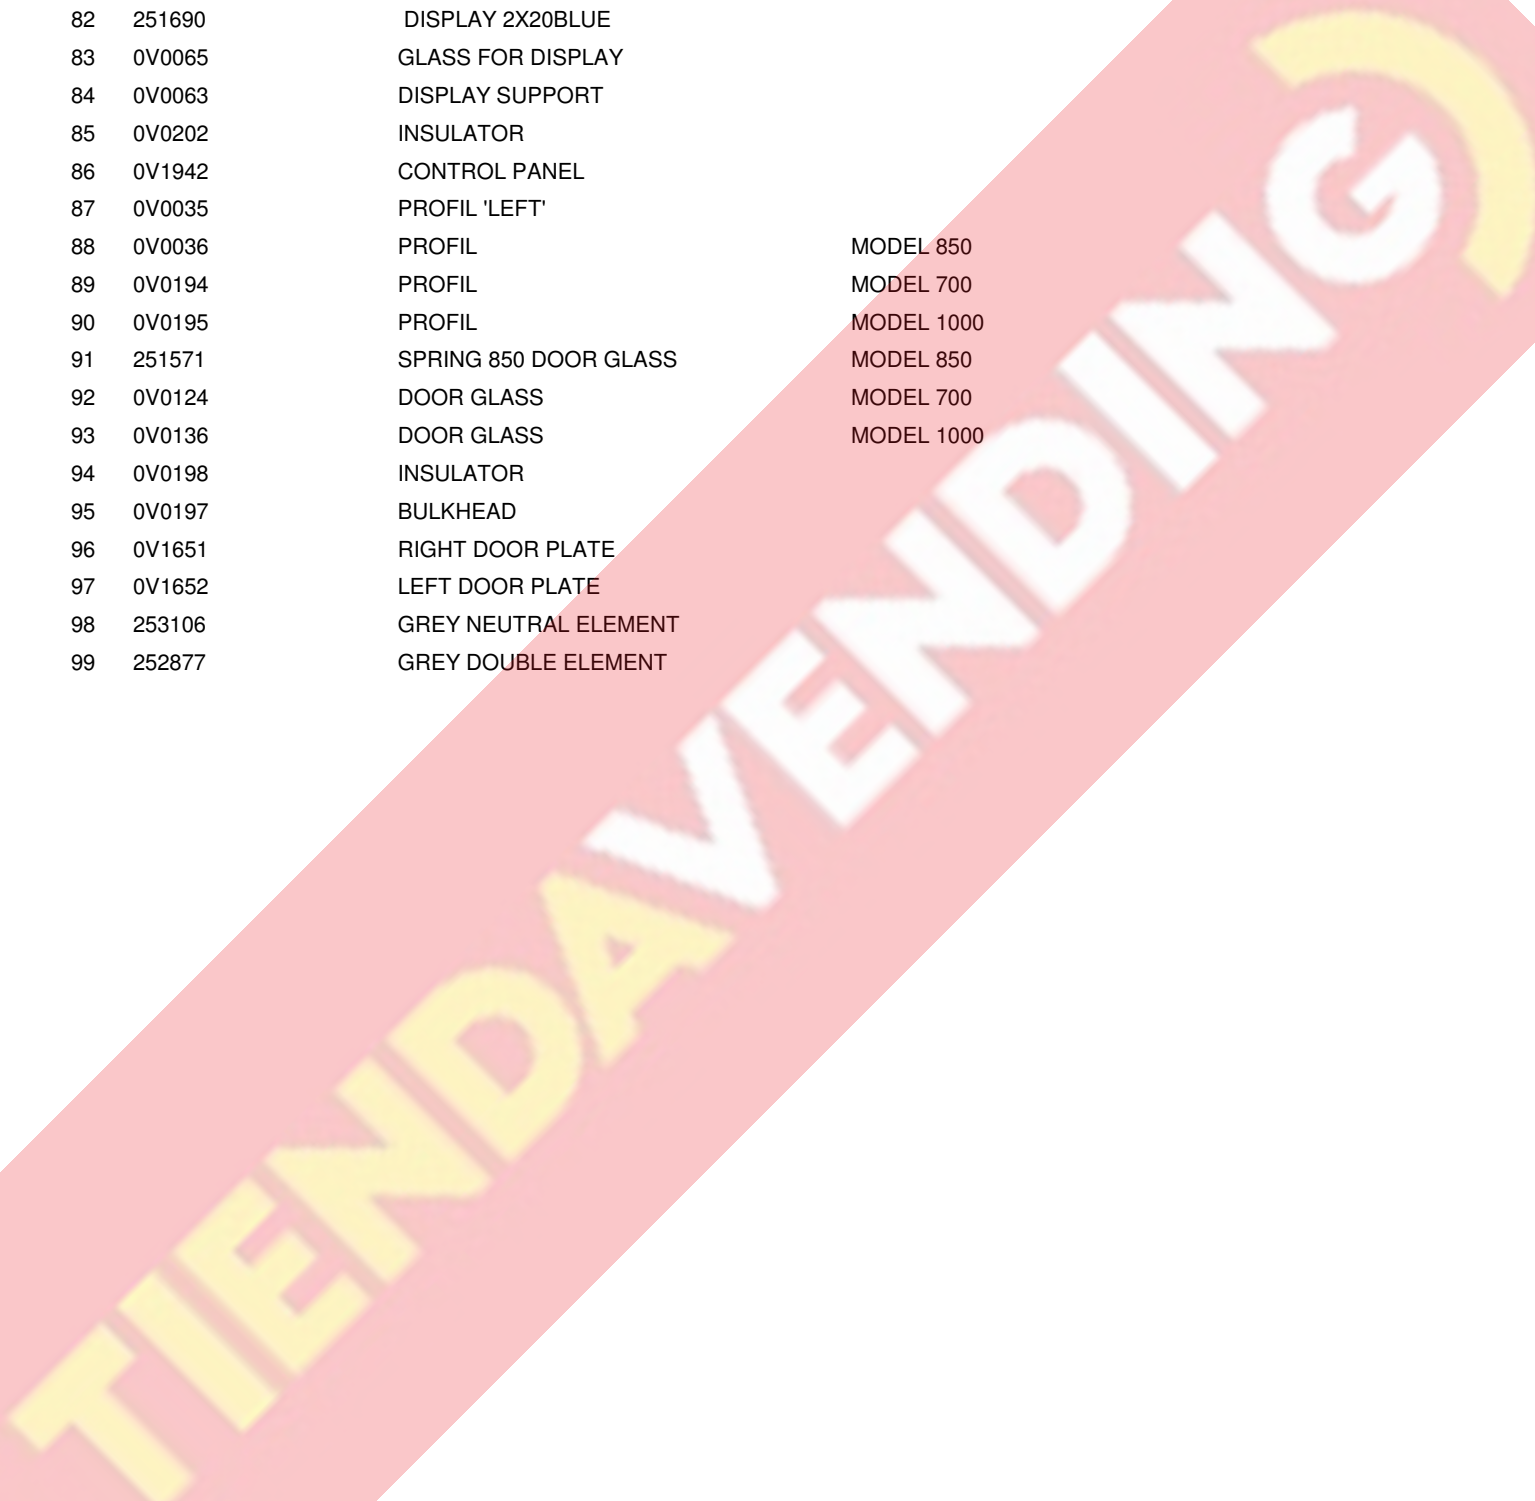 82 251690 DISPLAY 2X20BLUE
83 0V0065 GLASS FOR DISPLAY
84 0V0063 DISPLAY SUPPORT
85 0V0202 INSULATOR
86 0V1942 CONTROL PANEL
87 0V0035 PROFIL 'LEFT'
88 0V0036 PROFIL MODEL 850
89 0V0194 PROFIL MODEL 700
90 0V0195 PROFIL MODEL 1000
91 251571 SPRING 850 DOOR GLASS MODEL 850
92 0V0124 DOOR GLASS MODEL 700
93 0V0136 DOOR GLASS MODEL 1000
94 0V0198 INSULATOR
95 0V0197 BULKHEAD
96 0V1651 RIGHT DOOR PLATE
97 0V1652 LEFT DOOR PLATE
98 253106 GREY NEUTRAL ELEMENT
99 252877 GREY DOUBLE ELEMENT
TIENDAVENDING